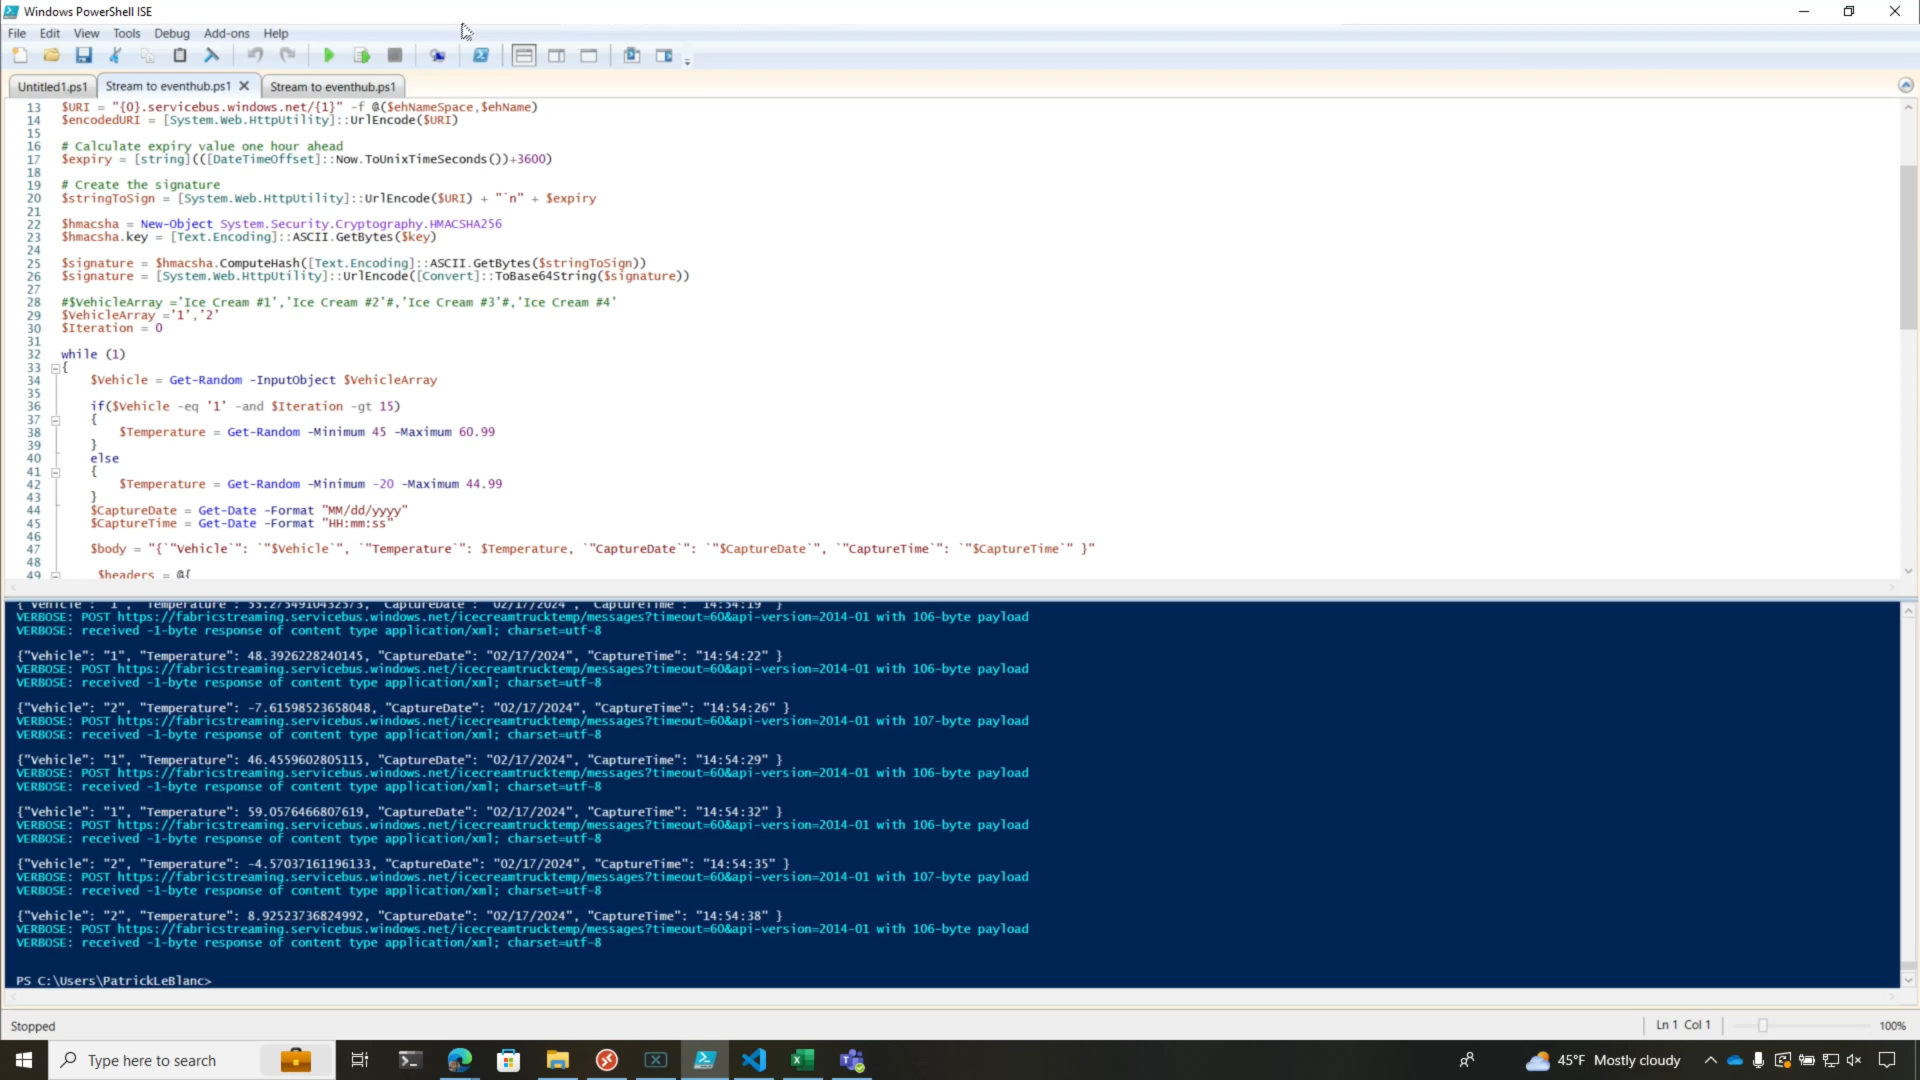 Windows PowerShell ISE
File Edit View Tools Debug Add-ons Help
Untitled1.ps1 Stream to eventhub.ps1 Stream to eventhub.ps1
13 $URI = "{0}.servicebus.windows.net/{1}" -f @($ehNameSpace,$ehName)
14 $encodedURI = [System.Web.HttpUtility]::UrlEncode($URI)
15
16 # Calculate expiry value one hour ahead
17 $expiry = [string](([DateTimeOffset]::Now.ToUnixTimeSeconds())+3600)
18
19 # Create the signature
20 $stringToSign = [System.Web.HttpUtility]::UrlEncode($URI) + "`n" + $expiry
21
22 $hmacsha = New-Object System.Security.Cryptography.HMACSHA256
23 $hmacsha.key = [Text.Encoding]::ASCII.GetBytes($key)
24
25 $signature = $hmacsha.ComputeHash([Text.Encoding]::ASCII.GetBytes($stringToSign))
26 $signature = [System.Web.HttpUtility]::UrlEncode([Convert]::ToBase64String($signature))
27
28 #$VehicleArray ='Ice Cream #1','Ice Cream #2'#,'Ice Cream #3'#,'Ice Cream #4'
29 $VehicleArray ='1','2'
30 $Iteration = 0
31
32 while (1)
33 {
34 $Vehicle = Get-Random -InputObject $VehicleArray
35
36 if($Vehicle -eq '1' -and $Iteration -gt 15)
37 {
38 $Temperature = Get-Random -Minimum 45 -Maximum 60.99
39 }
40 else
41 {
42 $Temperature = Get-Random -Minimum -20 -Maximum 44.99
43 }
44 $CaptureDate = Get-Date -Format "MM/dd/yyyy"
45 $CaptureTime = Get-Date -Format "HH:mm:ss"
46
47 $body = "{`"Vehicle`": `"$Vehicle`", `"Temperature`": $Temperature, `"CaptureDate`": `"$CaptureDate`", `"CaptureTime`": `"$CaptureTime`" }"
48
49 $headers = @{
{"Vehicle": "1", "Temperature": 55.2754910432573, "CaptureDate": "02/17/2024", "CaptureTime": "14:54:19" }
VERBOSE: POST https://fabricstreaming.servicebus.windows.net/icecreamtrucktemp/messages?timeout=60&api-version=2014-01 with 106-byte payload
VERBOSE: received -1-byte response of content type application/xml; charset=utf-8
{"Vehicle": "1", "Temperature": 48.3926228240145, "CaptureDate": "02/17/2024", "CaptureTime": "14:54:22" }
VERBOSE: POST https://fabricstreaming.servicebus.windows.net/icecreamtrucktemp/messages?timeout=60&api-version=2014-01 with 106-byte payload
VERBOSE: received -1-byte response of content type application/xml; charset=utf-8
{"Vehicle": "2", "Temperature": -7.61598523658048, "CaptureDate": "02/17/2024", "CaptureTime": "14:54:26" }
VERBOSE: POST https://fabricstreaming.servicebus.windows.net/icecreamtrucktemp/messages?timeout=60&api-version=2014-01 with 107-byte payload
VERBOSE: received -1-byte response of content type application/xml; charset=utf-8
{"Vehicle": "1", "Temperature": 46.4559602805115, "CaptureDate": "02/17/2024", "CaptureTime": "14:54:29" }
VERBOSE: POST https://fabricstreaming.servicebus.windows.net/icecreamtrucktemp/messages?timeout=60&api-version=2014-01 with 106-byte payload
VERBOSE: received -1-byte response of content type application/xml; charset=utf-8
{"Vehicle": "1", "Temperature": 59.0576466807619, "CaptureDate": "02/17/2024", "CaptureTime": "14:54:32" }
VERBOSE: POST https://fabricstreaming.servicebus.windows.net/icecreamtrucktemp/messages?timeout=60&api-version=2014-01 with 106-byte payload
VERBOSE: received -1-byte response of content type application/xml; charset=utf-8
{"Vehicle": "2", "Temperature": -4.57037161196133, "CaptureDate": "02/17/2024", "CaptureTime": "14:54:35" }
VERBOSE: POST https://fabricstreaming.servicebus.windows.net/icecreamtrucktemp/messages?timeout=60&api-version=2014-01 with 107-byte payload
VERBOSE: received -1-byte response of content type application/xml; charset=utf-8
{"Vehicle": "2", "Temperature": 8.92523736824992, "CaptureDate": "02/17/2024", "CaptureTime": "14:54:38" }
VERBOSE: POST https://fabricstreaming.servicebus.windows.net/icecreamtrucktemp/messages?timeout=60&api-version=2014-01 with 106-byte payload
VERBOSE: received -1-byte response of content type application/xml; charset=utf-8
PS C:\Users\PatrickLeBlanc>
Stopped Ln 1 Col 1 100%
Type here to search 45°F Mostly cloudy